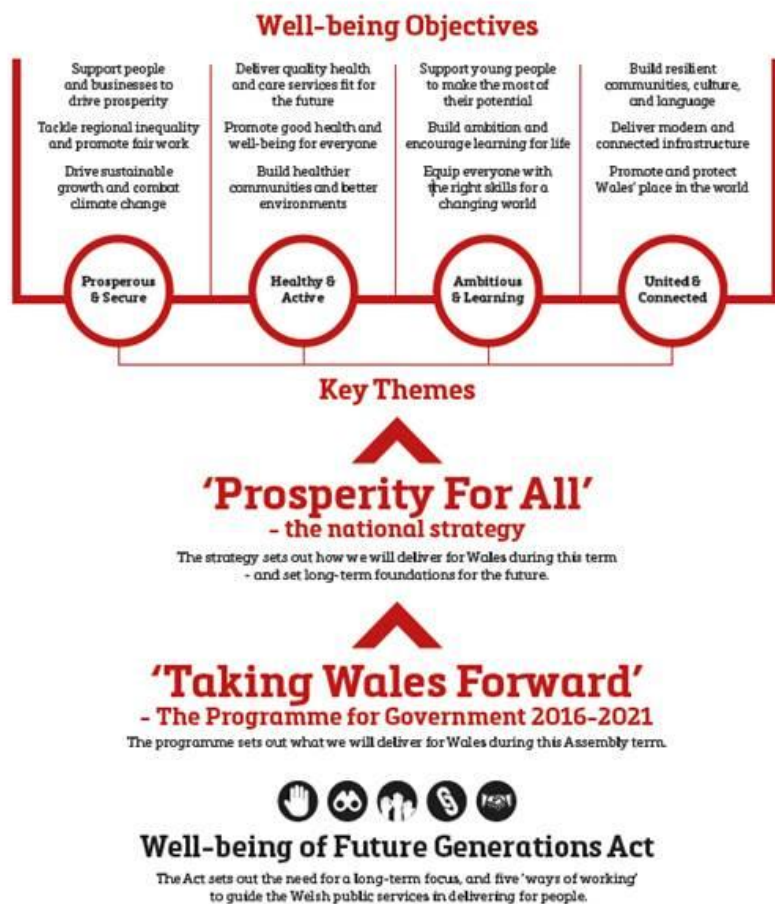 Well-being Objectives
Support people
and businesses to
drive prosperity
Tackle regional inequality
and promote fair work
Drive sustainable
growth and combat
climate change
Deliver quality health
and care services fit for
the future
Promote good health and
well-being for everyone
Build healthier
communities and better
environments
Support young people
to make the most of
their potential
Build ambition and
encourage learning for life
Equip everyone with
the right skills for a
changing world
Build resilient
communities, culture,
and language
Deliver modern and
connected infrastructure
Promote and protect
Wales' place in the world
Prosperous
& Secure
Healthy &
Active
Ambitious
& Learning
United &
Connected
Key Themes
'Prosperity For All'
- the national strategy
The strategy sets out how we will deliver for Wales during this term
- and set long-term foundations for the future.
'Taking Wales Forward'
- The Programme for Government 2016-2021
The programme sets out what we will deliver for Wales during this Assembly term.
Well-being of Future Generations Act
The Act sets out the need for a long-term focus, and five 'ways of working'
to guide the Welsh public services in delivering for people.